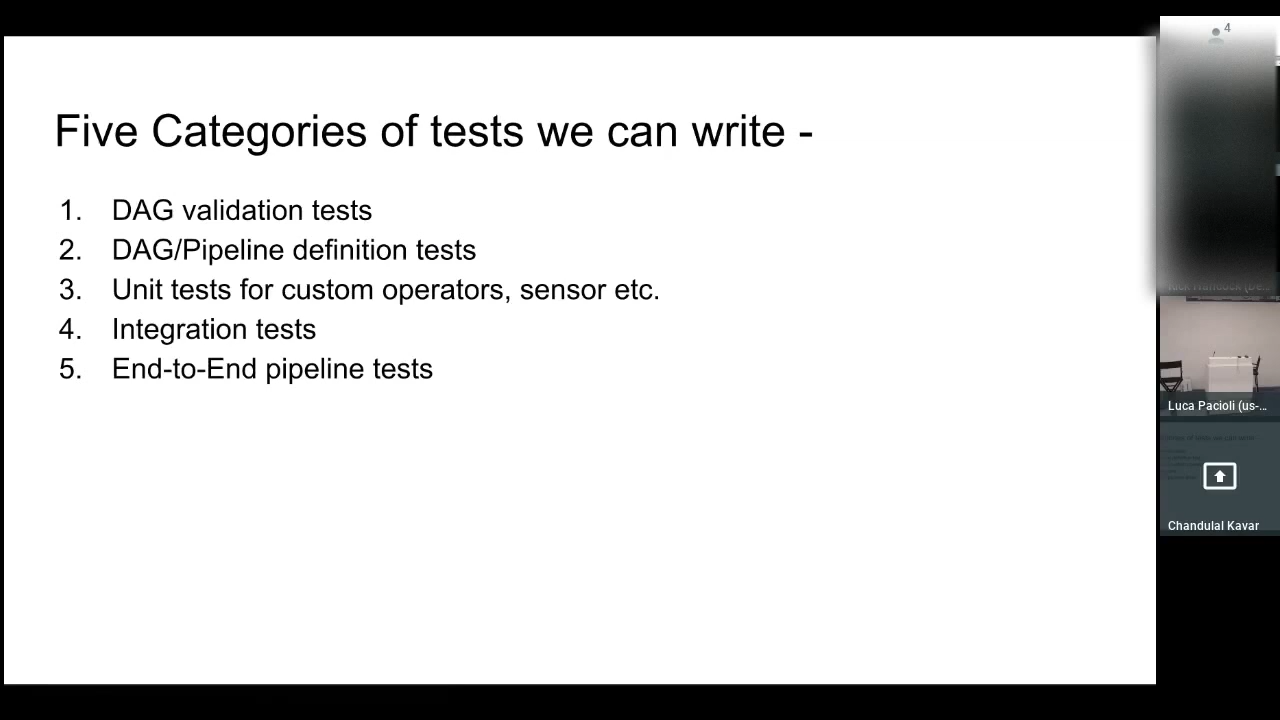 Five Categories of tests we can write -
1. DAG validation tests
2. DAG/Pipeline definition tests
3. Unit tests for custom operators, sensor etc.
4. Integration tests
5. End-to-End pipeline tests
4
Luca Pacioli (us-...
Chandulal Kavar